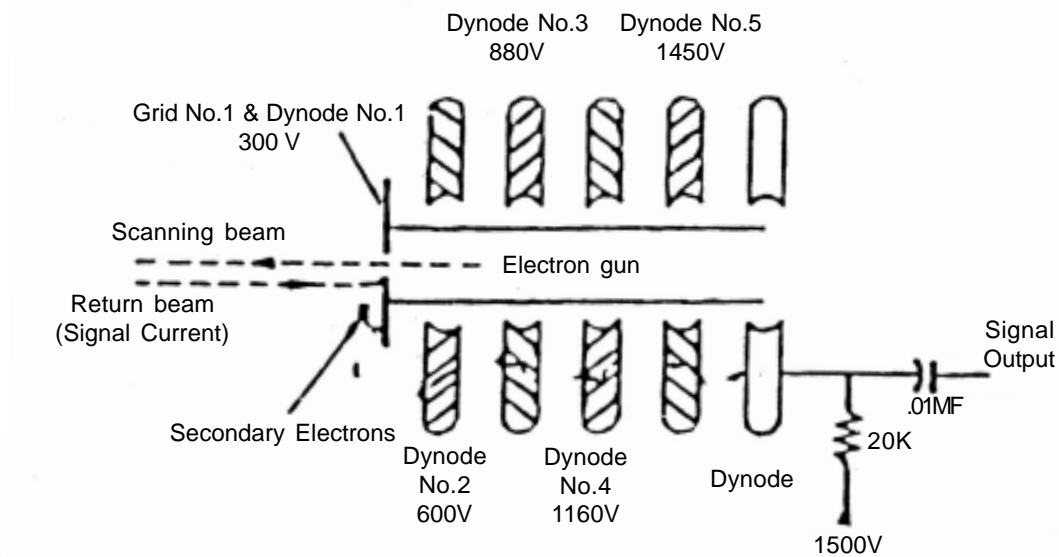 Dynode No.3
880V
Dynode No.5
1450V
Grid No.1 & Dynode No.1
300 V
Scanning beam
Electron gun
Return beam
(Signal Current)
Signal
Output
.01MF
Secondary Electrons
20K
Dynode
No.2
600V
Dynode
No.4
1160V
Dynode
1500V